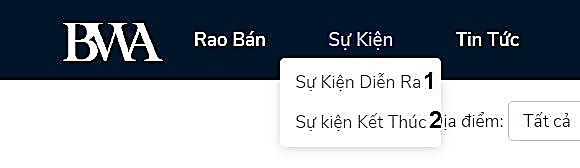 BWA Rao Bán Sự Kiện Tin Tức
Sự Kiện Diễn Ra 1
Sự kiện Kết Thúc 2 ịa điểm: Tất cả